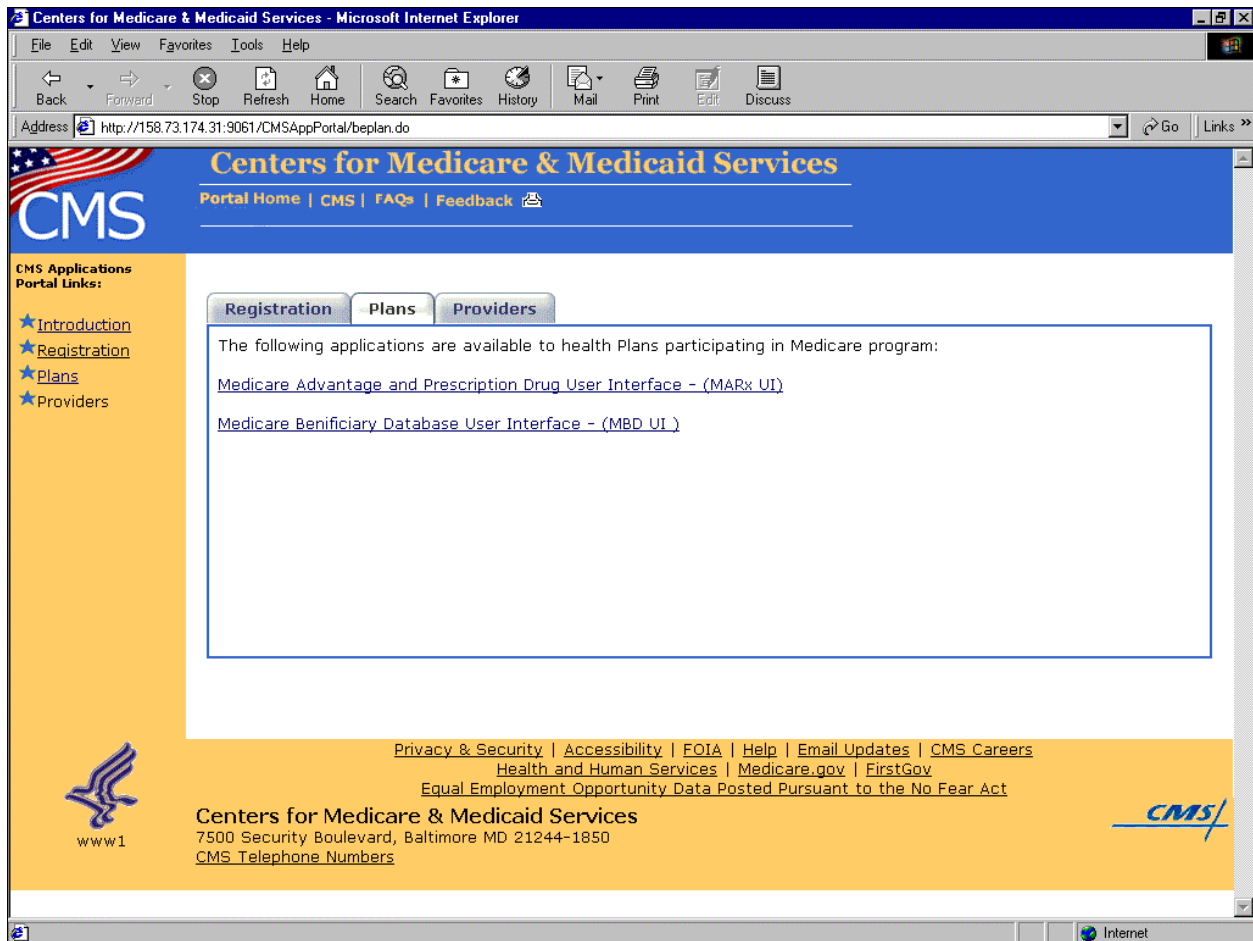 Centers for Medicare & Medicaid Services - Microsoft Internet Explorer
File Edit View Favorites Tools Help
Back Forward Stop Refresh Home Search Favorites History Mail Print Edit Discuss
Address http://158.73.174.31:9061/CMSAppPortal/beplan.do Go Links »
CMS
Centers for Medicare & Medicaid Services
Portal Home | CMS | FAQs | Feedback
CMS Applications
Portal Links:
Introduction
Registration
Plans
Providers
Registration Plans Providers
The following applications are available to health Plans participating in Medicare program:
Medicare Advantage and Prescription Drug User Interface - (MARx UI)
Medicare Benificiary Database User Interface - (MBD UI )
Privacy & Security | Accessibility | FOIA | Help | Email Updates | CMS Careers
Health and Human Services | Medicare.gov | FirstGov
Equal Employment Opportunity Data Posted Pursuant to the No Fear Act
www1
Centers for Medicare & Medicaid Services
7500 Security Boulevard, Baltimore MD 21244-1850
CMS Telephone Numbers
CMS/
Internet